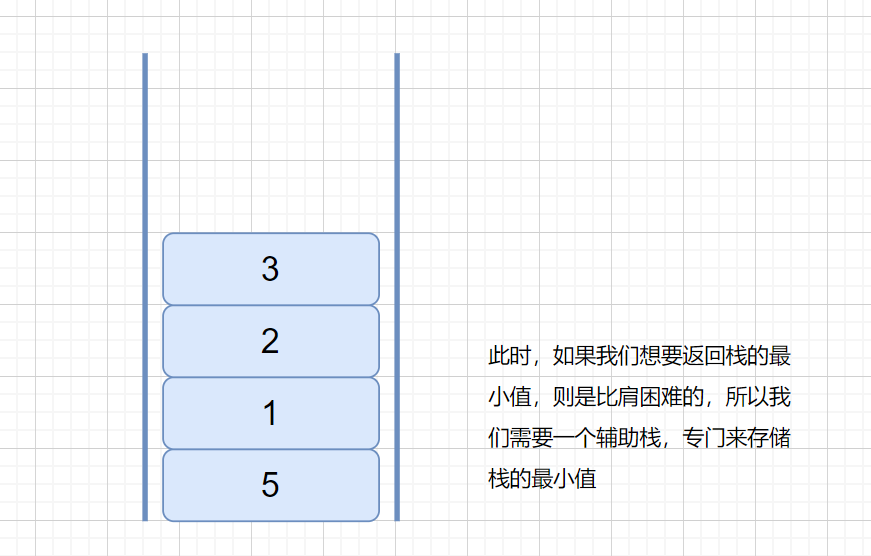 3
2
1
5
此时，如果我们想要返回栈的最
小值，则是比肩困难的，所以我
们需要一个辅助栈，专门来存储
栈的最小值